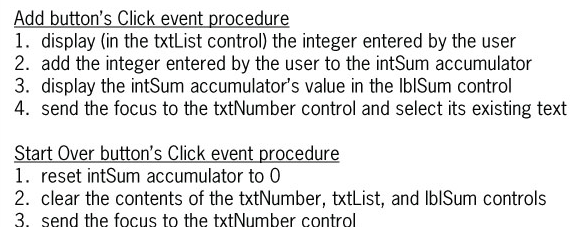 Add button's Click event procedure
1. display (in the txtList control) the integer entered by the user
2. add the integer entered by the user to the intSum accumulator
3. display the intSum accumulator's value in the lblSum control
4. send the focus to the txtNumber control and select its existing text
Start Over button's Click event procedure
1. reset intSum accumulator to 0
2. clear the contents of the txtNumber, txtList, and lblSum controls
3. send the focus to the txtNumber control